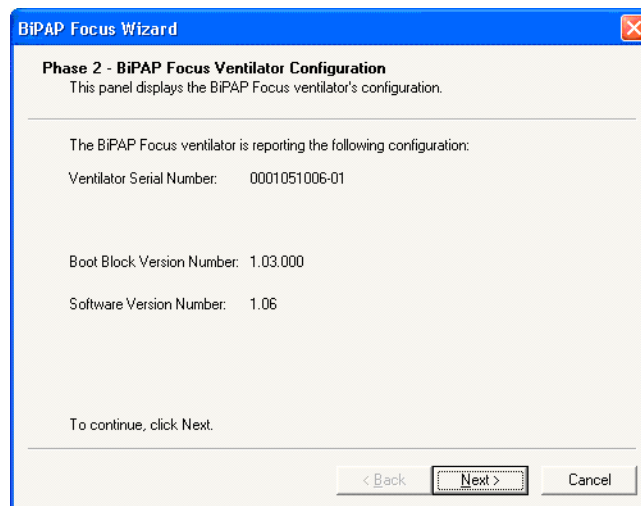 BiPAP Focus Wizard
Phase 2 - BiPAP Focus Ventilator Configuration
This panel displays the BiPAP Focus ventilator's configuration.
The BiPAP Focus ventilator is reporting the following configuration:
Ventilator Serial Number: 0001051006-01
Boot Block Version Number: 1.03.000
Software Version Number: 1.06
To continue, click Next.
< Back Next > Cancel